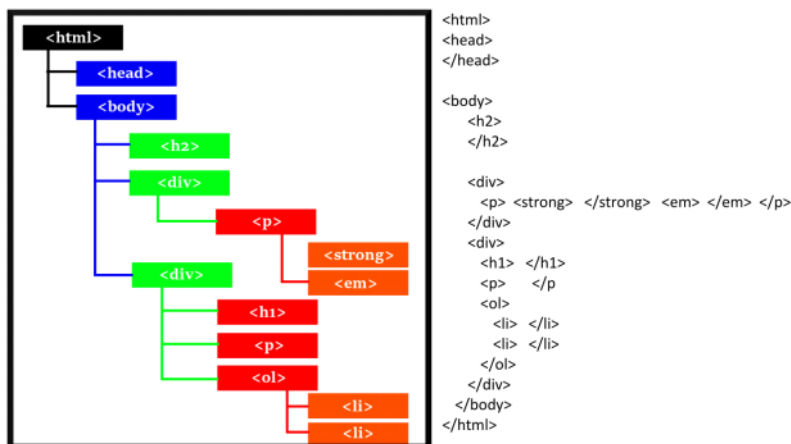 <html>
<head>
<body>
<h2>
<div>
<p>
<strong>
<em>
<div>
<h1>
<p>
<ol>
<li>
<li>
<html>
<head>
</head>
<body>
<h2>
</h2>
<div>
<p> <strong> </strong> <em> </em> </p>
</div>
<div>
<h1> </h1>
<p> </p
<ol>
<li> </li>
<li> </li>
</ol>
</div>
</body>
</html>